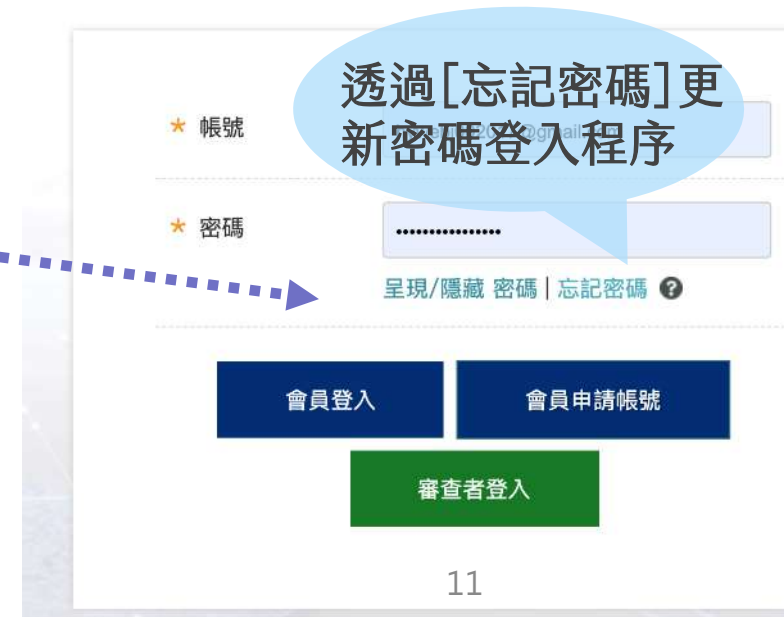 透過[忘記密碼]更
新密碼登入程序
* 帳號
* 密碼
••••••••••••••••
呈現/隱藏 密碼 | 忘記密碼 ?
會員登入
會員申請帳號
審查者登入
11